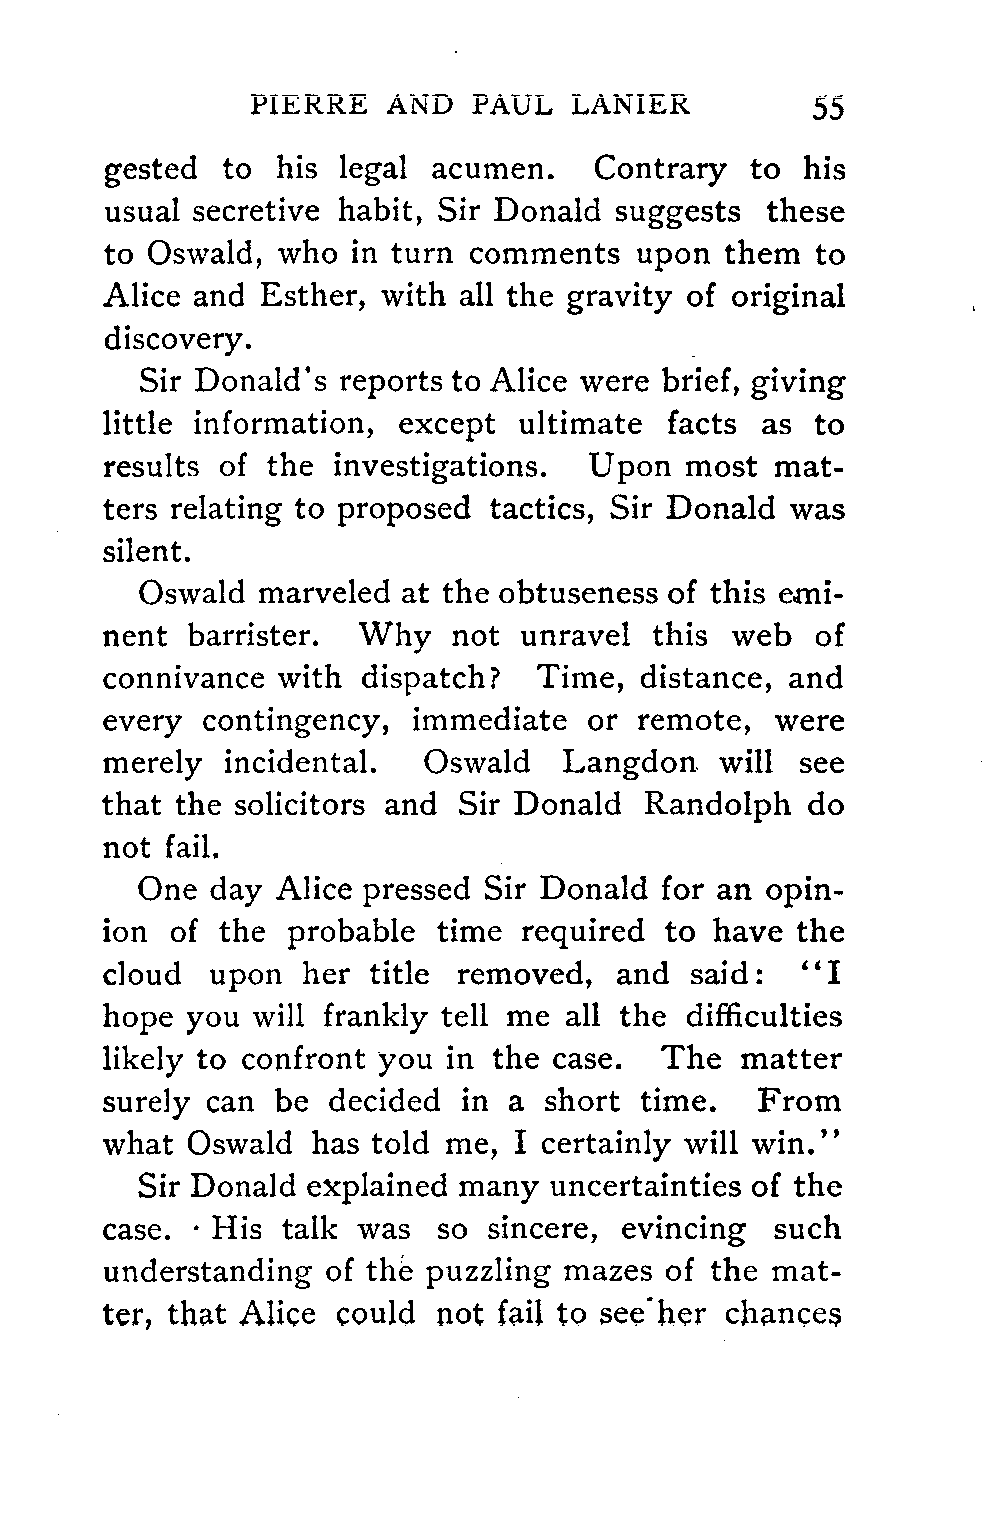 PIERRE AND PAUL LANIER 55
gested to his legal acumen. Contrary to his
usual secretive habit, Sir Donald suggests these
to Oswald, who in turn comments upon them to
Alice and Esther, with all the gravity of original
discovery.
Sir Donald's reports to Alice were brief, giving
little information, except ultimate facts as to
results of the investigations. Upon most mat-
ters relating to proposed tactics, Sir Donald was
silent.
Oswald marveled at the obtuseness of this emi-
nent barrister. Why not unravel this web of
connivance with dispatch? Time, distance, and
every contingency, immediate or remote, were
merely incidental. Oswald Langdon will see
that the solicitors and Sir Donald Randolph do
not fail.
One day Alice pressed Sir Donald for an opin-
ion of the probable time required to have the
cloud upon her title removed, and said: "I
hope you will frankly tell me all the difficulties
likely to confront you in the case. The matter
surely can be decided in a short time. From
what Oswald has told me, I certainly will win."
Sir Donald explained many uncertainties of the
case. His talk was so sincere, evincing such
understanding of the puzzling mazes of the mat-
ter, that Alice could not fail to see her chances